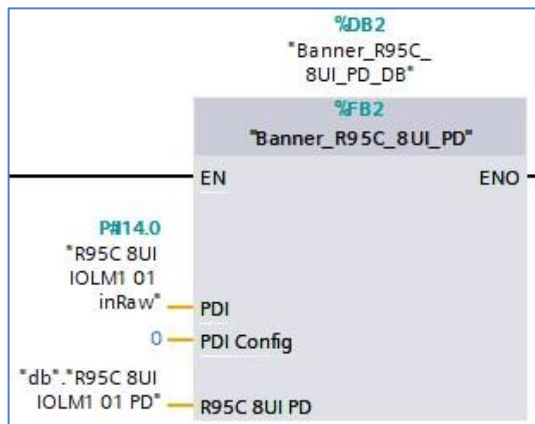 %DB2
"Banner_R95C_
8UI_PD_DB"
%FB2
"Banner_R95C_8UI_PD"
EN ENO
P#I14.0
"R95C 8UI
IOLM1 01
inRaw"
PDI
0
PDI Config
"db"."R95C 8UI
IOLM1 01 PD"
R95C 8UI PD